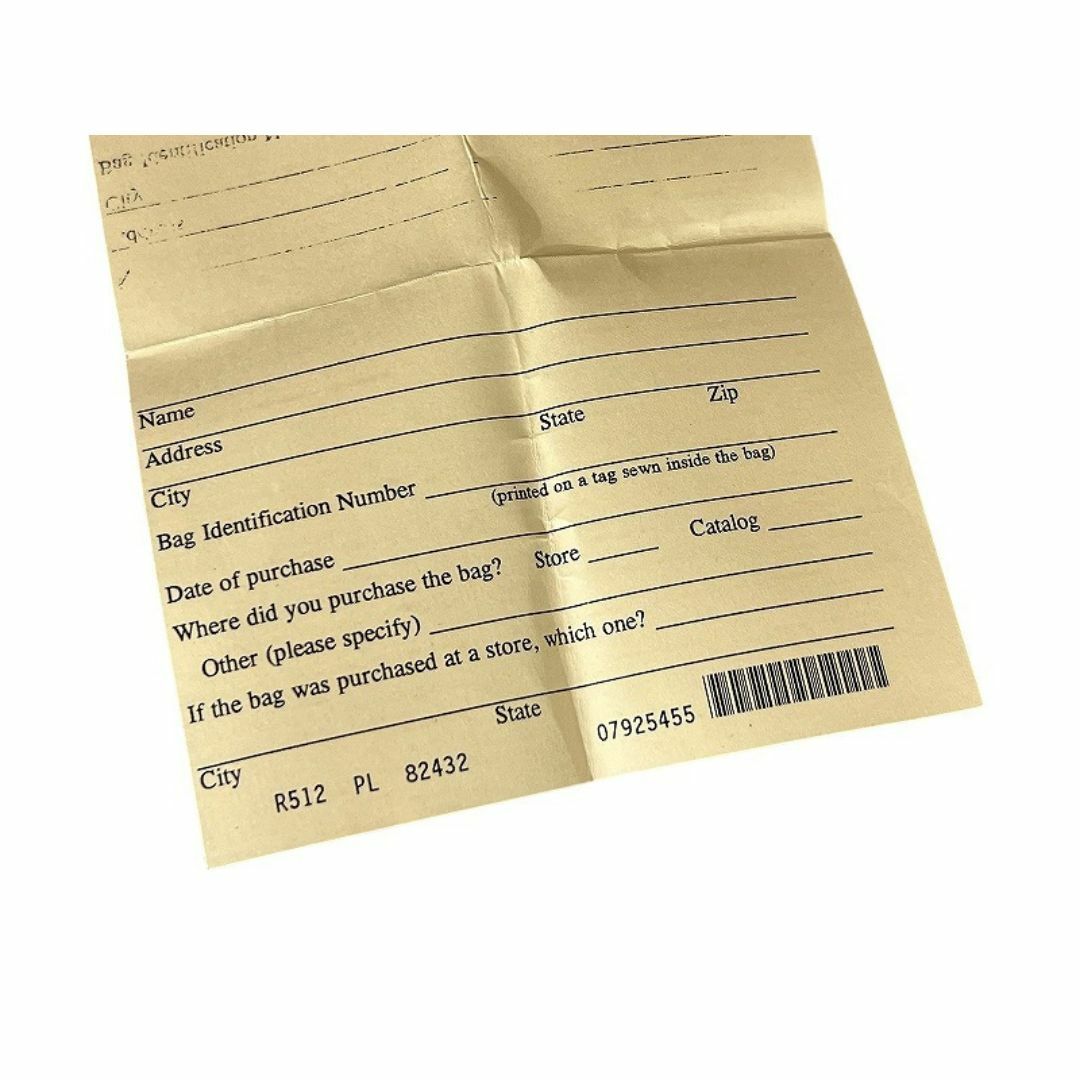 Name
Address
City State Zip
Bag Identification Number
(printed on a tag sewn inside the bag)
Date of purchase
Where did you purchase the bag? Store Catalog
Other (please specify)
If the bag was purchased at a store, which one?
City State
R512 PL 82432 07925455